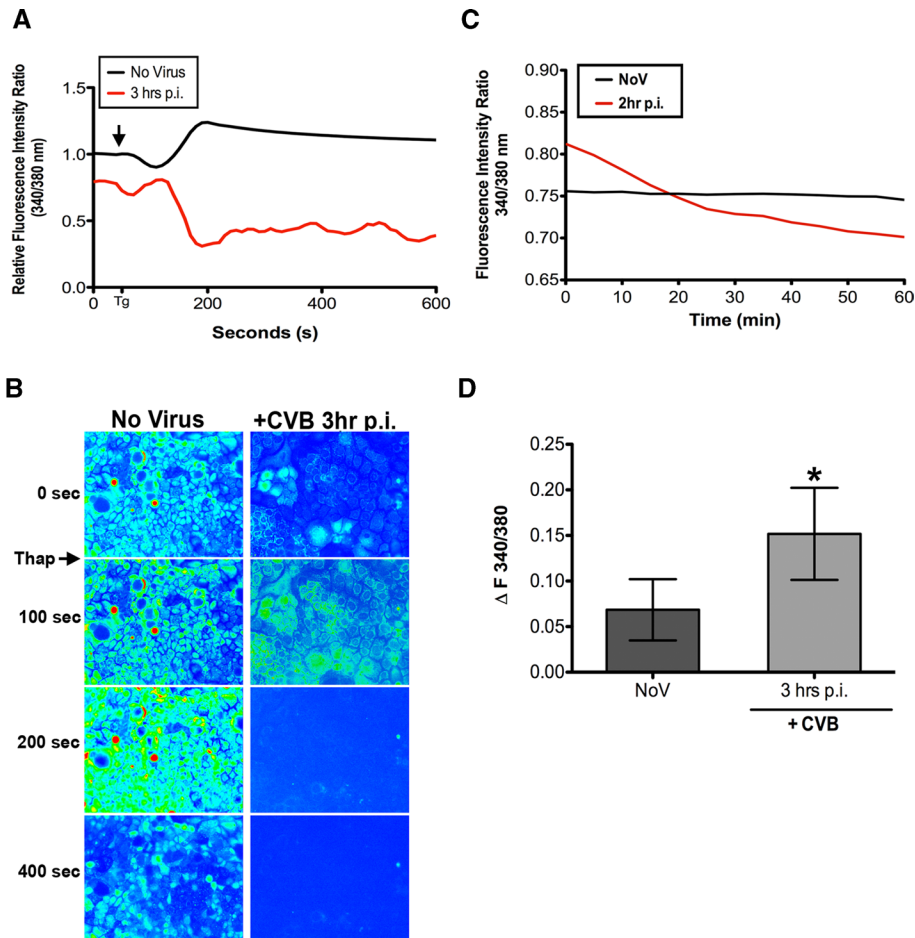 A
No Virus
3 hrs p.i.
Relative Fluorescence Intensity Ratio
(340/380 nm)
1.5
1.0
0.5
0.0
0
Tg
200
400
600
Seconds (s)
C
NoV
2hr p.i.
Fluorescence Intensity Ratio
340/380 nm
0.90
0.85
0.80
0.75
0.70
0.65
0
10
20
30
40
50
60
Time (min)
B
No Virus
+CVB 3hr p.i.
0 sec
Thap
100 sec
200 sec
400 sec
D
Δ F 340/380
0.25
0.20
0.15
0.10
0.05
0.00
*
NoV
3 hrs p.i.
+ CVB